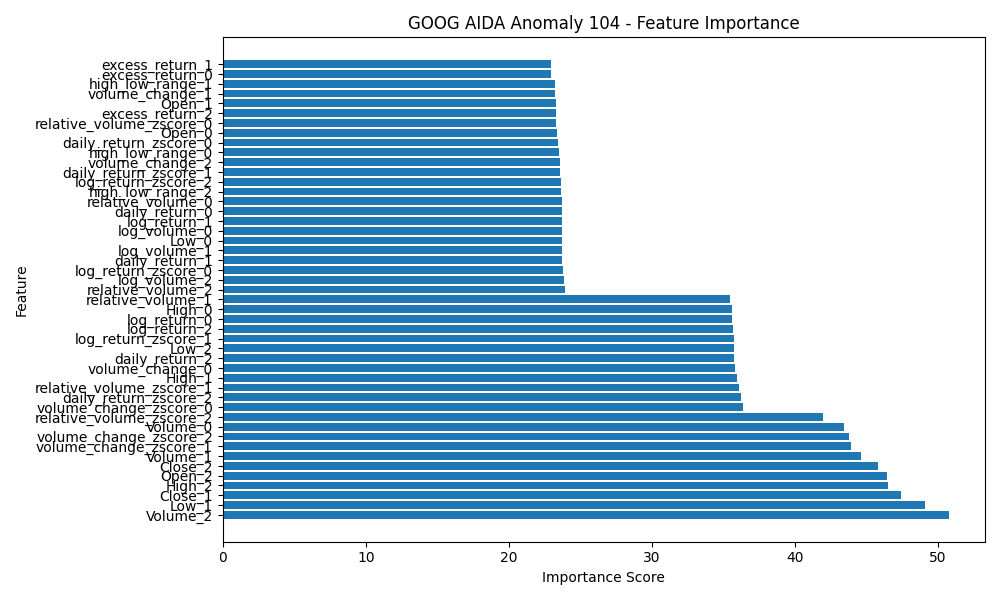 GOOG AIDA Anomaly 104 - Feature Importance
excess_return_1
excess_return_0
high_low_range_1
volume_change_1
Open_1
excess_return_2
relative_volume_zscore_0
Open_0
daily_return_zscore_0
high_low_range_0
volume_change_2
daily_return_zscore_1
log_return_zscore_2
high_low_range_2
relative_volume_0
daily_return_0
log_return_1
log_volume_0
Low_0
log_volume_1
daily_return_1
log_return_zscore_0
log_volume_2
relative_volume_2
relative_volume_1
High_0
log_return_0
log_return_2
log_return_zscore_1
Low_2
daily_return_2
volume_change_0
High_1
relative_volume_zscore_1
daily_return_zscore_2
volume_change_zscore_0
relative_volume_zscore_2
Volume_0
volume_change_zscore_2
volume_change_zscore_1
Volume_1
Close_2
Open_2
High_2
Close_1
Low_1
Volume_2
Feature
0 10 20 30 40 50
Importance Score